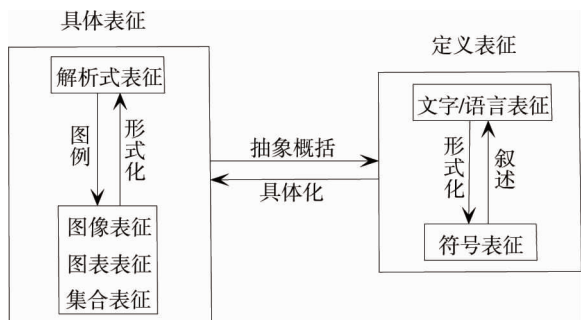 具体表征
解析式表征
图例
形式化
图像表征
图表表征
集合表征
抽象概括
具体化
定义表征
文字/语言表征
形式化
叙述
符号表征